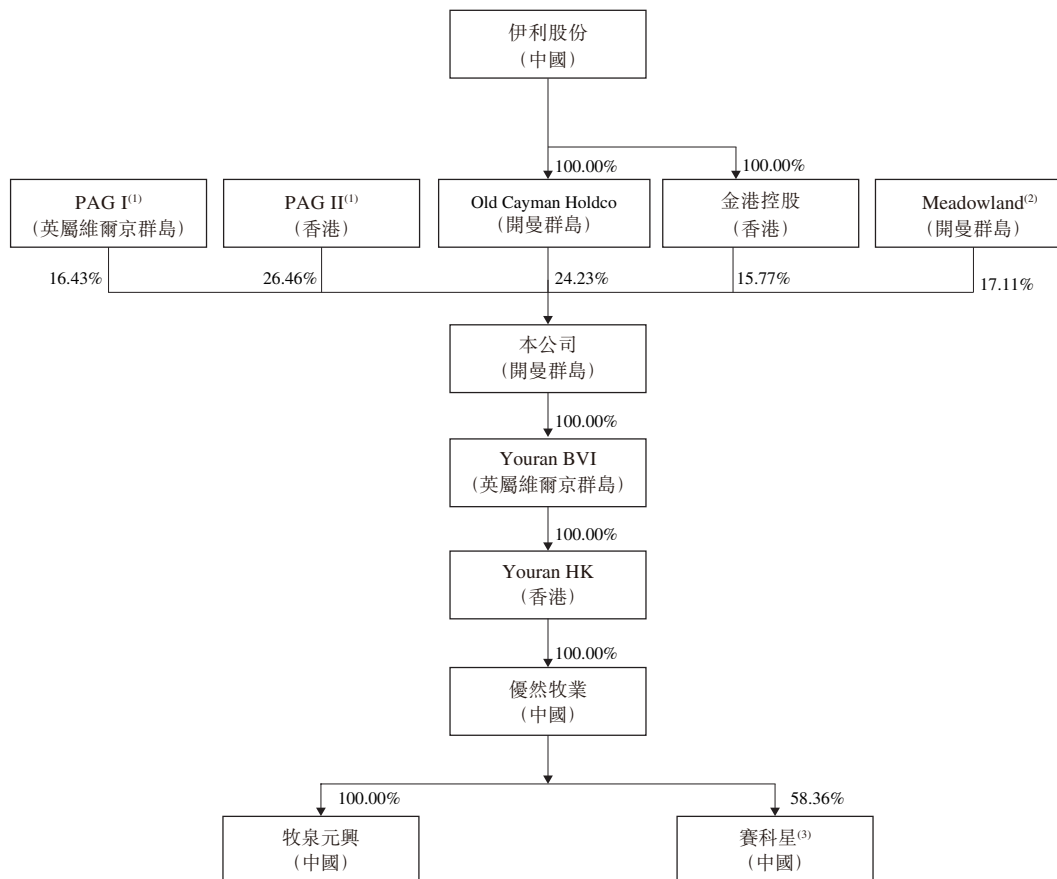 伊利股份
(中國)
100.00%
100.00%
PAG I(1)
(英屬維爾京群島)
PAG II(1)
(香港)
Old Cayman Holdco
(開曼群島)
金港控股
(香港)
Meadowland(2)
(開曼群島)
16.43%
26.46%
24.23%
15.77%
17.11%
本公司
(開曼群島)
100.00%
Youran BVI
(英屬維爾京群島)
100.00%
Youran HK
(香港)
100.00%
優然牧業
(中國)
100.00%
58.36%
牧泉元興
(中國)
賽科星(3)
(中國)